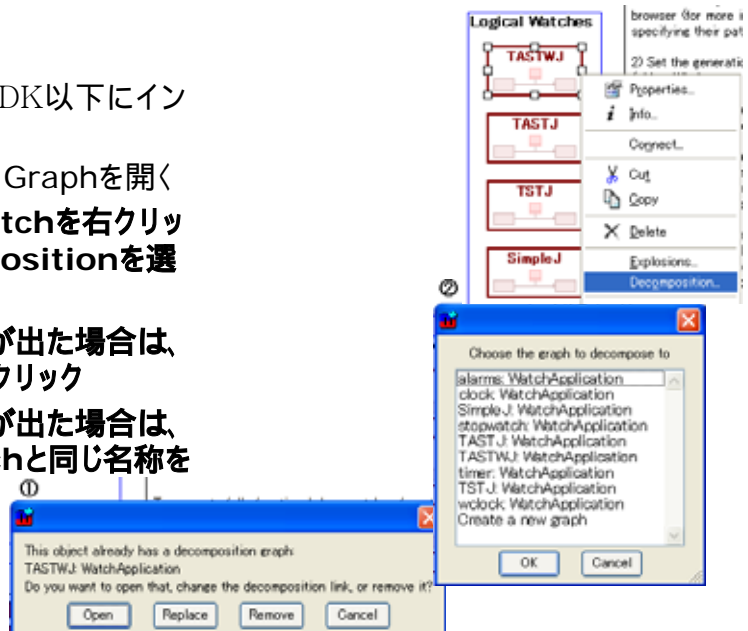 DK以下にイン
Graphを開く
tchを右クリッ
ositionを選
が出た場合は、
クリック
が出た場合は、
chと同じ名称を
Logical Watches
TASTWJ
TASTJ
TSTJ
SimpleJ
browser (for more i
specifying their pat
2) Set the generatio
Properties...
Info...
Connect...
Cut
Copy
Delete
Explosions...
Decomposition...
②
Choose the graph to decompose to
alarms: WatchApplication
clock: WatchApplication
SimpleJ: WatchApplication
stopwatch: WatchApplication
TASTJ: WatchApplication
TASTWJ: WatchApplication
timer: WatchApplication
TSTJ: WatchApplication
wclock: WatchApplication
Create a new graph
OK Cancel
①
This object already has a decomposition graph:
TASTWJ: WatchApplication
Do you want to open that, change the decomposition link, or remove it?
Open Replace Remove Cancel